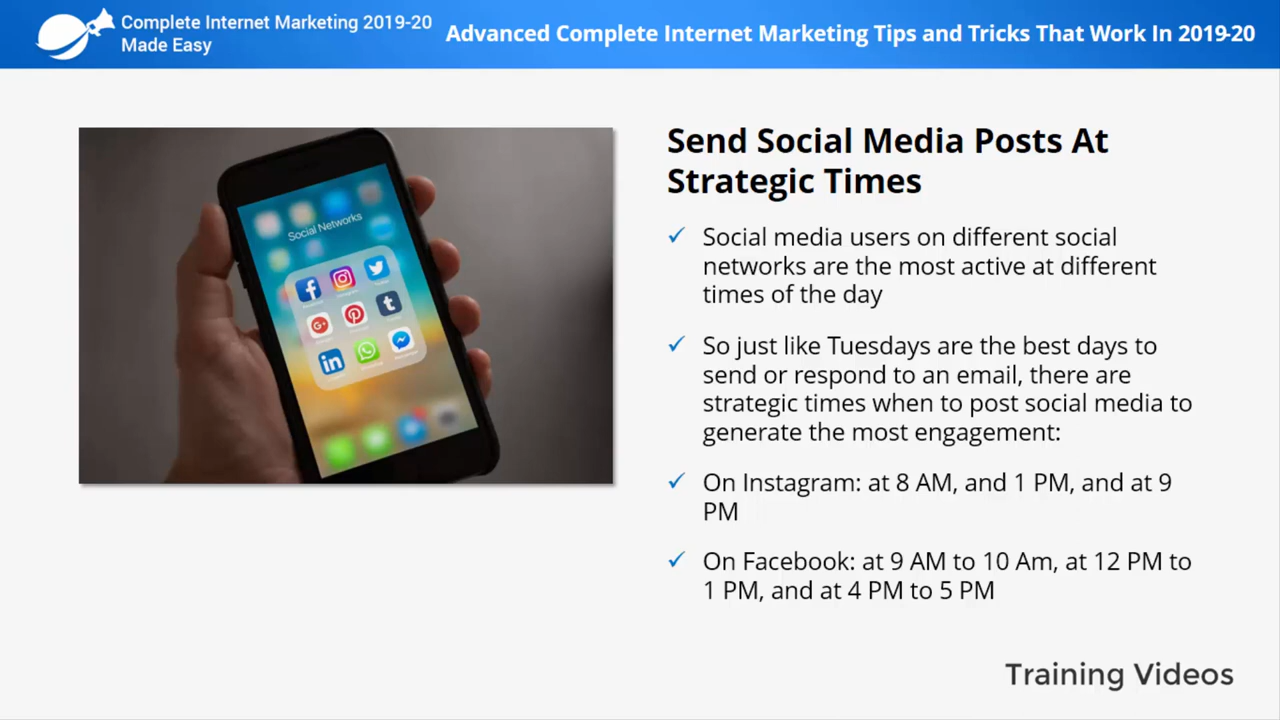 Complete Internet Marketing 2019-20
Made Easy
Advanced Complete Internet Marketing Tips and Tricks That Work In 2019-20
Social Networks
Send Social Media Posts At
Strategic Times
Social media users on different social
networks are the most active at different
times of the day
So just like Tuesdays are the best days to
send or respond to an email, there are
strategic times when to post social media to
generate the most engagement:
On Instagram: at 8 AM, and 1 PM, and at 9
PM
On Facebook: at 9 AM to 10 Am, at 12 PM to
1 PM, and at 4 PM to 5 PM
Training Videos